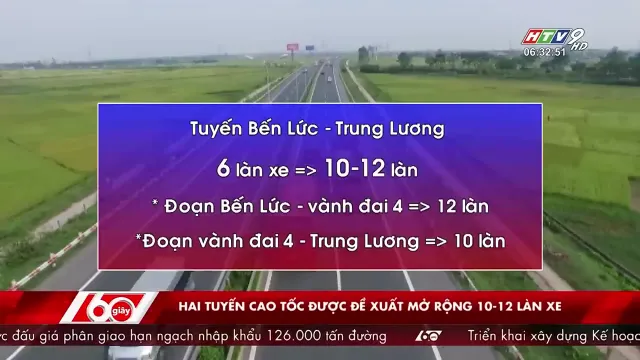 HTV9 HD
06:32:51
Tuyến Bến Lức - Trung Lương
6 làn xe => 10-12 làn
* Đoạn Bến Lức - vành đai 4 => 12 làn
*Đoạn vành đai 4 - Trung Lương => 10 làn
60 giây
HAI TUYẾN CAO TỐC ĐƯỢC ĐỀ XUẤT MỞ RỘNG 10-12 LÀN XE
ực đấu giá phân giao hạn ngạch nhập khẩu 126.000 tấn đường 60 Triển khai xây dựng Kế hoạ